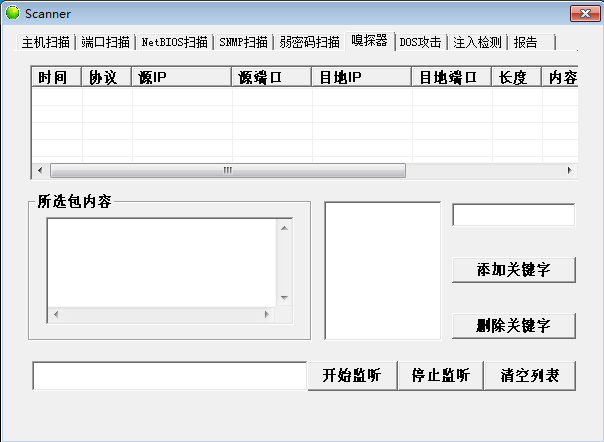 Scanner
主机扫描 端口扫描 NetBIOS扫描 SNMP扫描 弱密码扫描 嗅探器 DOS攻击 注入检测 报告
时间 协议 源IP 源端口 目地IP 目地端口 长度 内容
所选包内容
添加关键字
删除关键字
开始监听 停止监听 清空列表